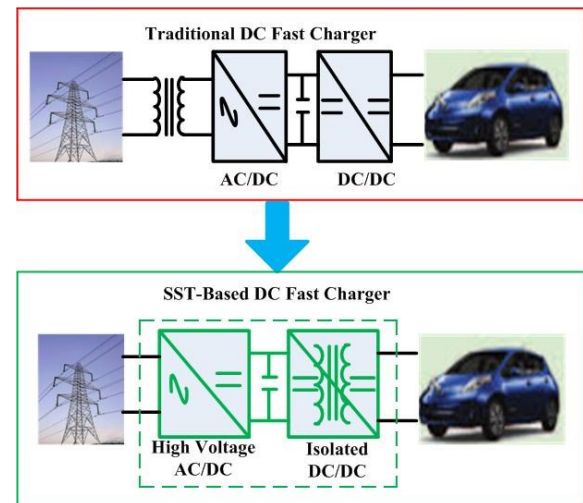 Traditional DC Fast Charger
AC/DC
DC/DC
SST-Based DC Fast Charger
High Voltage
AC/DC
Isolated
DC/DC